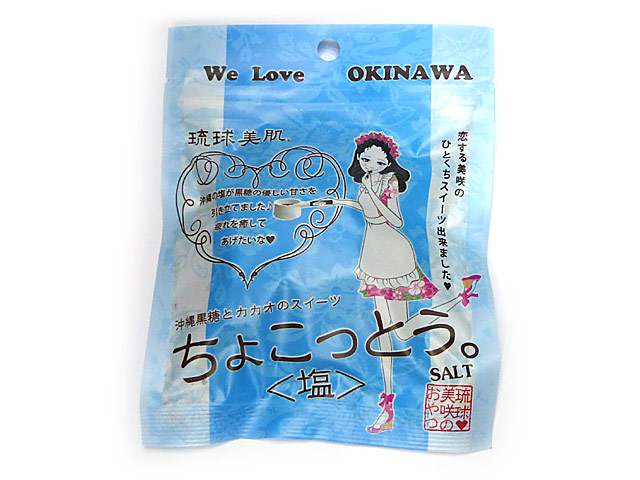 We Love OKINAWA
琉球美肌®
恋する美咲の
ひとくちスイーツ出来ました♥
沖縄の塩が黒糖の優しい甘さを
引き立てました♪
疲れを癒して
あげたいな♥
沖縄黒糖とカカオのスイーツ
ちょこっとう。
<塩>
SALT
琉球♥
美咲の
おやつ